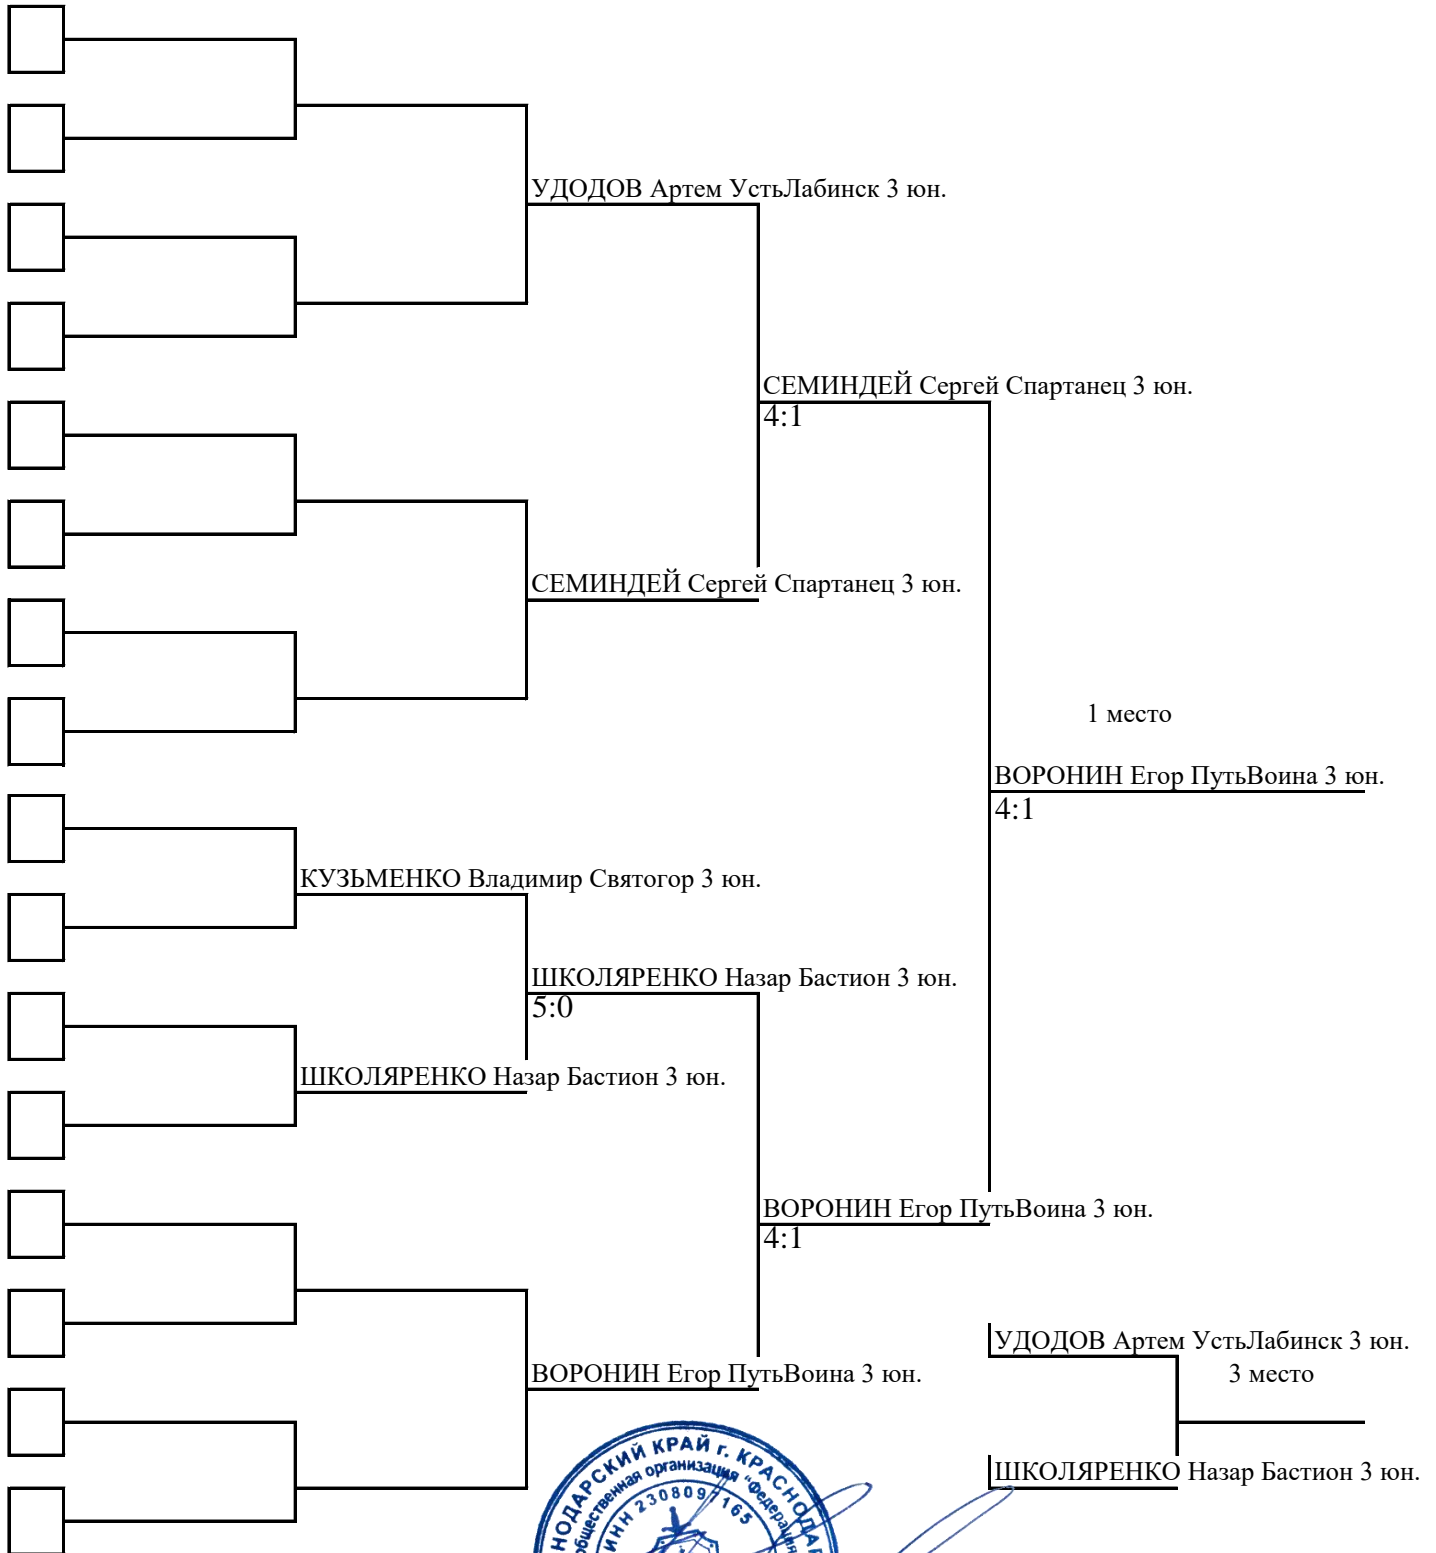 УДОДОВ Артем УстьЛабинск 3 юн.
СЕМИНДЕЙ Сергей Спартанец 3 юн.
4:1
СЕМИНДЕЙ Сергей Спартанец 3 юн.
1 место
ВОРОНИН Егор ПутьВоина 3 юн.
4:1
КУЗЬМЕНКО Владимир Святогор 3 юн.
ШКОЛЯРЕНКО Назар Бастион 3 юн.
5:0
ШКОЛЯРЕНКО Назар Бастион 3 юн.
ВОРОНИН Егор ПутьВоина 3 юн.
4:1
УДОДОВ Артем УстьЛабинск 3 юн.
ВОРОНИН Егор ПутьВоина 3 юн.
3 место
ШКОЛЯРЕНКО Назар Бастион 3 юн.
КРАЙ г.
общественная организация "Федерация
ИНН 2308097165